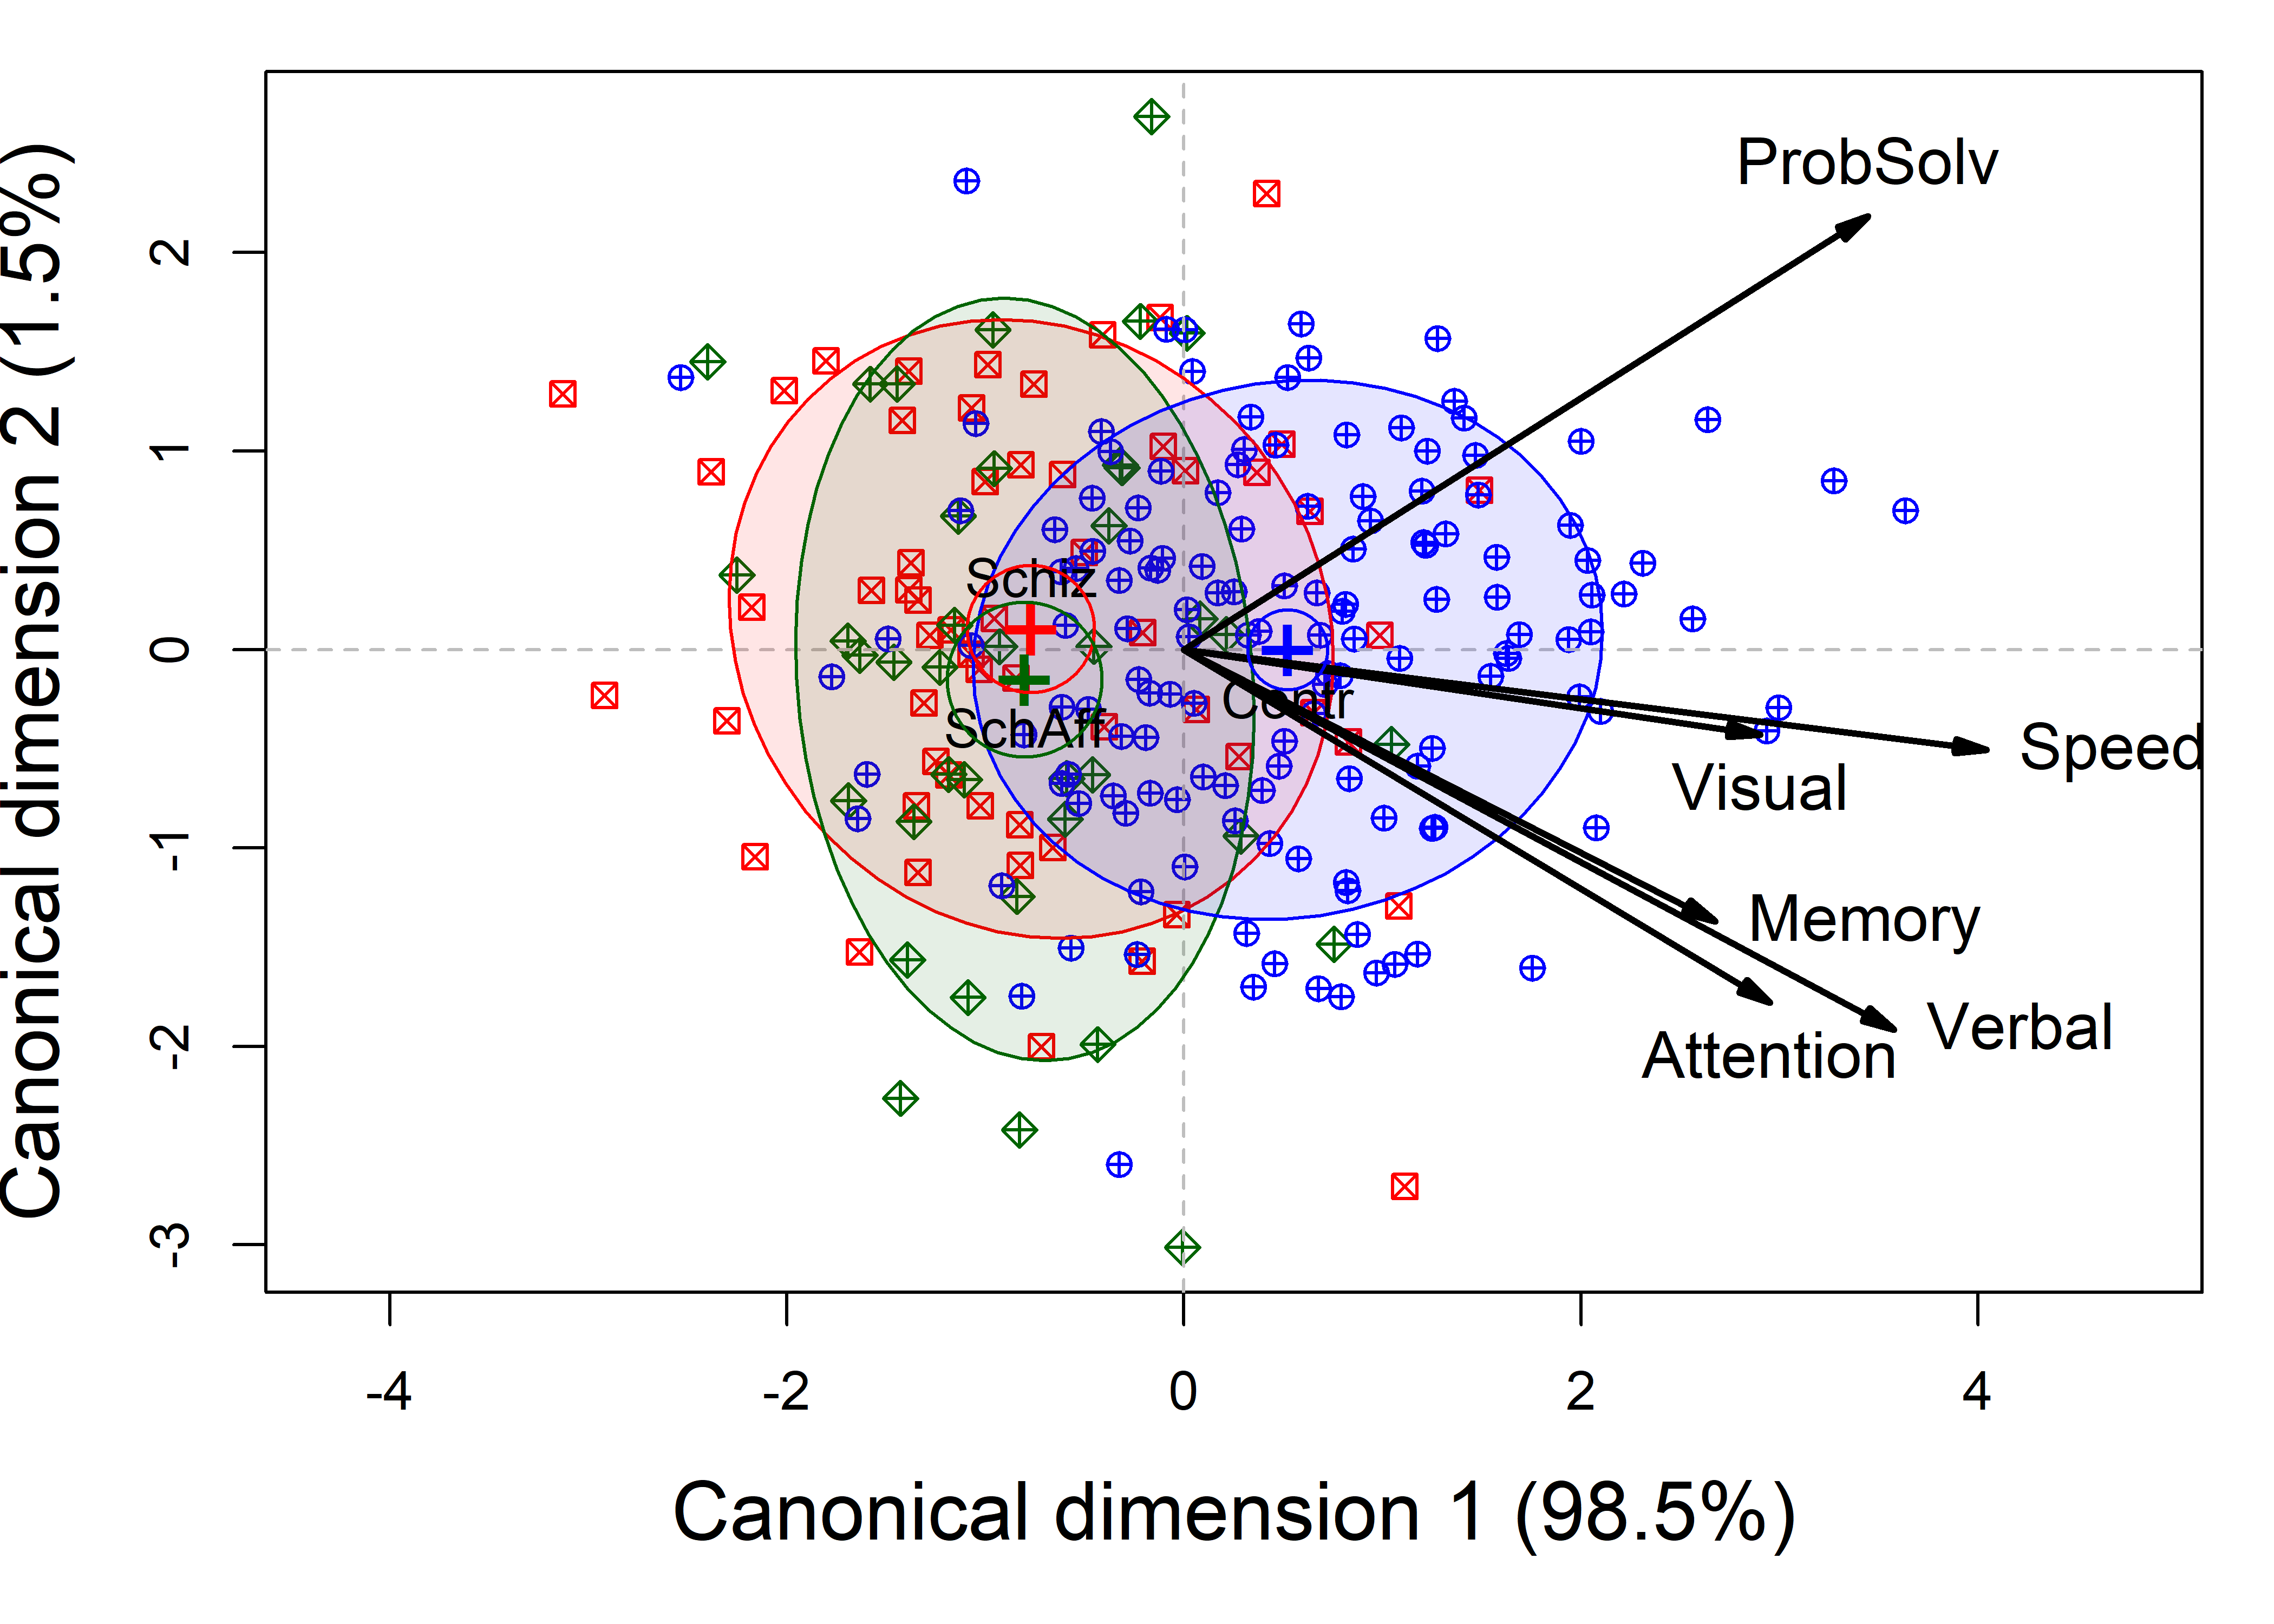 Canonical dimension 2 (1.5%)
2
1
0
-1
-2
-3
ProbSolv
Schiz
SchAff
Contr
Speed
Visual
Memory
Verbal
Attention
-4
-2
0
2
4
Canonical dimension 1 (98.5%)